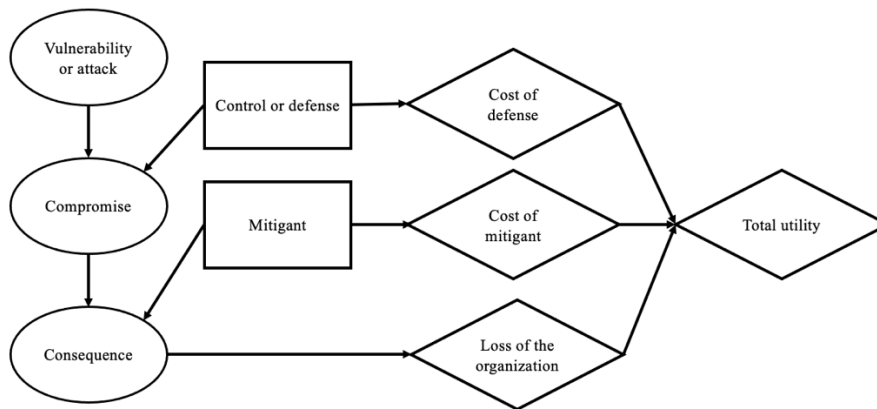 Vulnerability
or attack
Control or defense
Cost of
defense
Compromise
Mitigant
Cost of
mitigant
Total utility
Consequence
Loss of the
organization